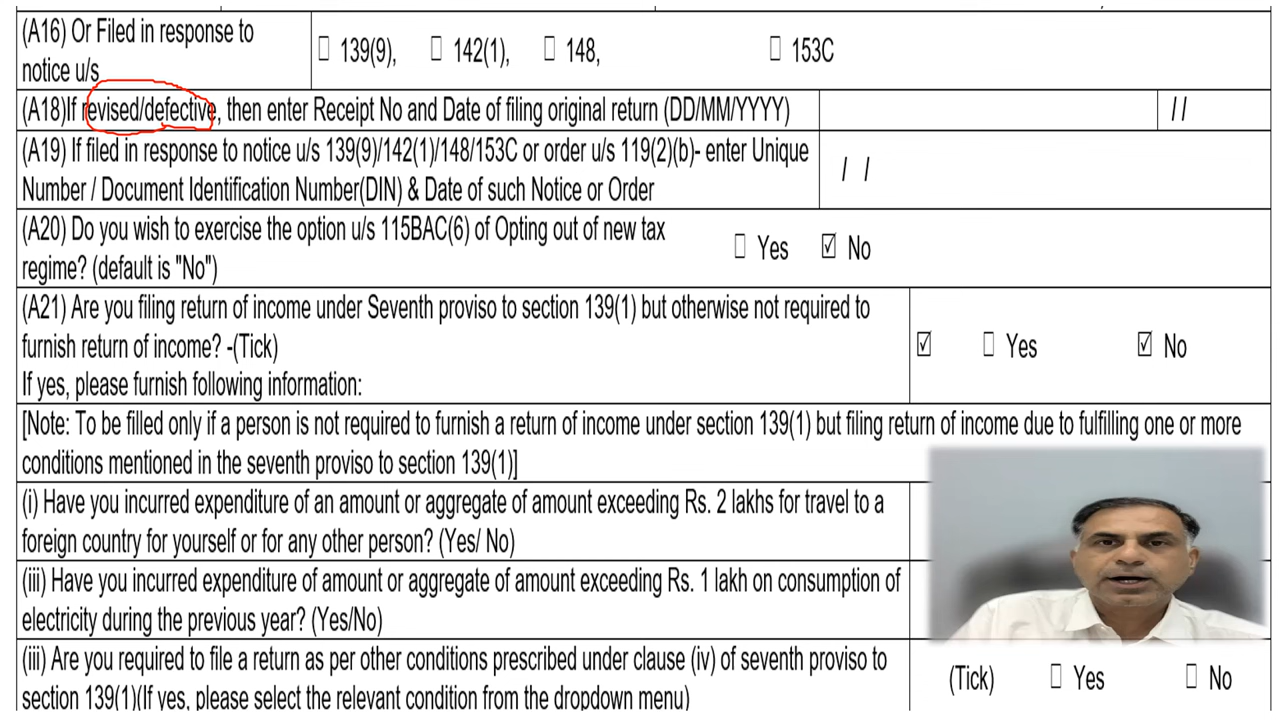 (A16) Or Filed in response to
notice u/s
☐ 139(9), ☐ 142(1), ☐ 148, ☐ 153C
(A18)If revised/defective, then enter Receipt No and Date of filing original return (DD/MM/YYYY)
/ /
(A19) If filed in response to notice u/s 139(9)/142(1)/148/153C or order u/s 119(2)(b)- enter Unique
Number / Document Identification Number(DIN) & Date of such Notice or Order
/ /
(A20) Do you wish to exercise the option u/s 115BAC(6) of Opting out of new tax
regime? (default is "No")
☐ Yes ☑ No
(A21) Are you filing return of income under Seventh proviso to section 139(1) but otherwise not required to
furnish return of income? -(Tick)
If yes, please furnish following information:
☑ ☐ Yes ☑ No
[Note: To be filled only if a person is not required to furnish a return of income under section 139(1) but filing return of income due to fulfilling one or more
conditions mentioned in the seventh proviso to section 139(1)]
(i) Have you incurred expenditure of an amount or aggregate of amount exceeding Rs. 2 lakhs for travel to a
foreign country for yourself or for any other person? (Yes/ No)
(iii) Have you incurred expenditure of amount or aggregate of amount exceeding Rs. 1 lakh on consumption of
electricity during the previous year? (Yes/No)
(iii) Are you required to file a return as per other conditions prescribed under clause (iv) of seventh proviso to
section 139(1)(If yes, please select the relevant condition from the dropdown menu)
(Tick) ☐ Yes ☐ No